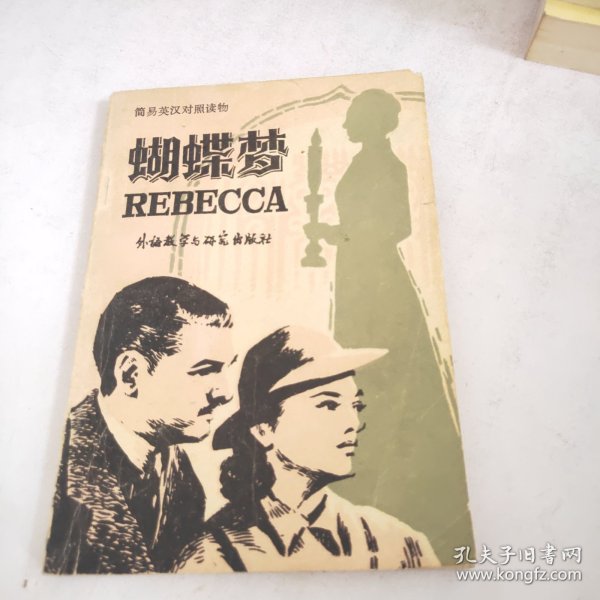 简易英汉对照读物
蝴蝶梦
REBECCA
外语教学与研究出版社
孔夫子旧书网
www.kongfz.com